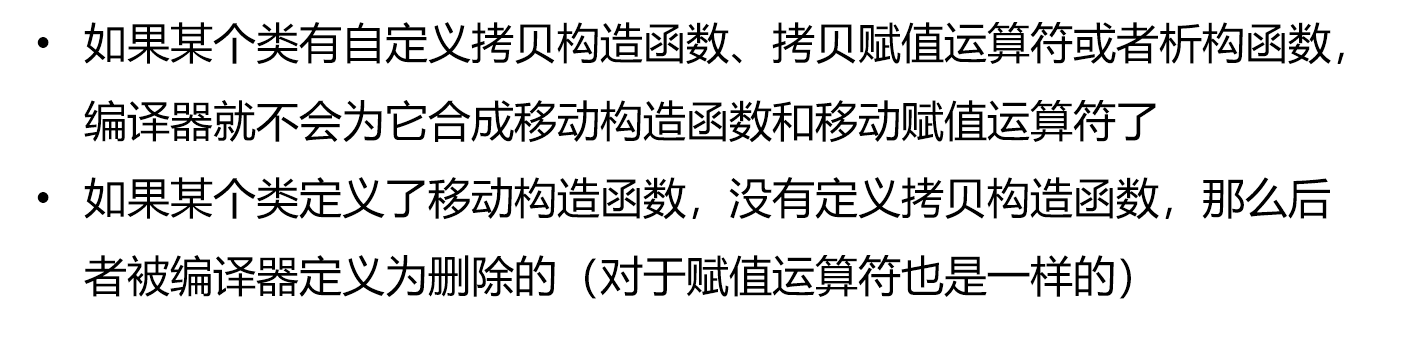 • 如果某个类有自定义拷贝构造函数、拷贝赋值运算符或者析构函数，
编译器就不会为它合成移动构造函数和移动赋值运算符了
• 如果某个类定义了移动构造函数，没有定义拷贝构造函数，那么后
者被编译器定义为删除的（对于赋值运算符也是一样的）